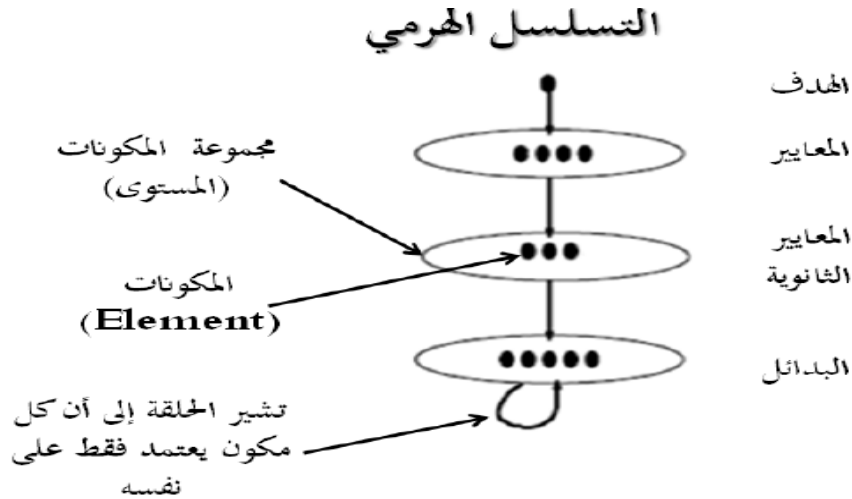 التسلسل الهرمي
الهدف
المعايير
مجموعة المكونات
(المستوى)
المعايير
الثانوية
المكونات
(Element)
البدائل
تشير الحلقة إلى أن كل
مكون يعتمد فقط على
نفسه